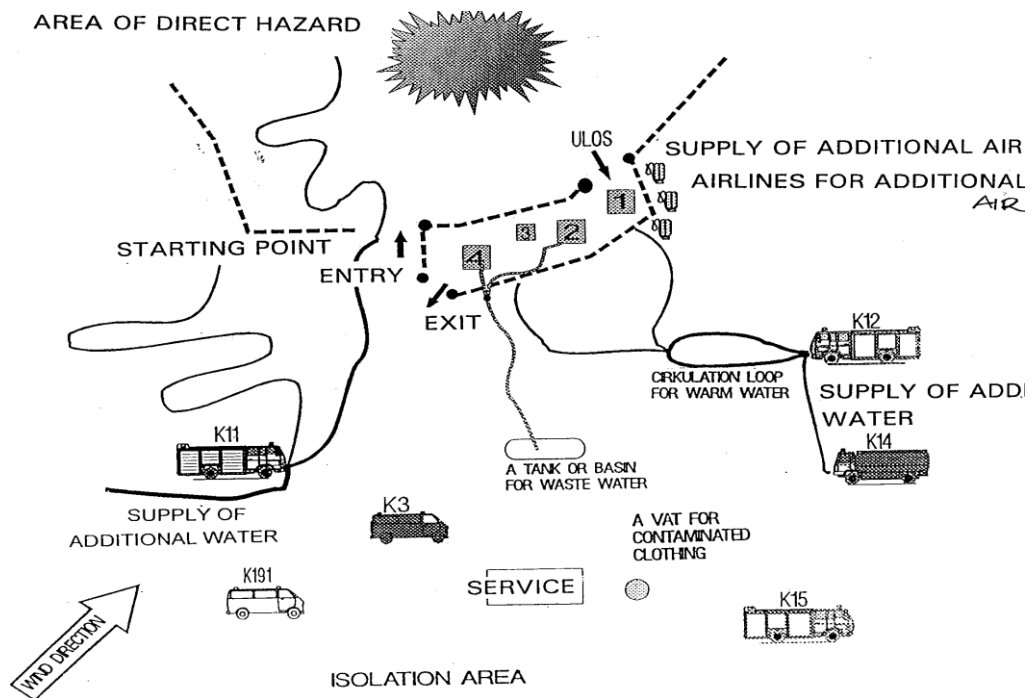 AREA OF DIRECT HAZARD
ULOS
SUPPLY OF ADDITIONAL AIR
AIRLINES FOR ADDITIONAL
AIR
1
2
3
4
STARTING POINT
ENTRY
EXIT
K12
CIRKULATION LOOP
FOR WARM WATER
SUPPLY OF ADDI
WATER
K11
K14
A TANK OR BASIN
FOR WASTE WATER
SUPPLY OF
ADDITIONAL WATER
K3
A VAT FOR
CONTAMINATED
CLOTHING
K191
SERVICE
K15
WIND DIRECTION
ISOLATION AREA